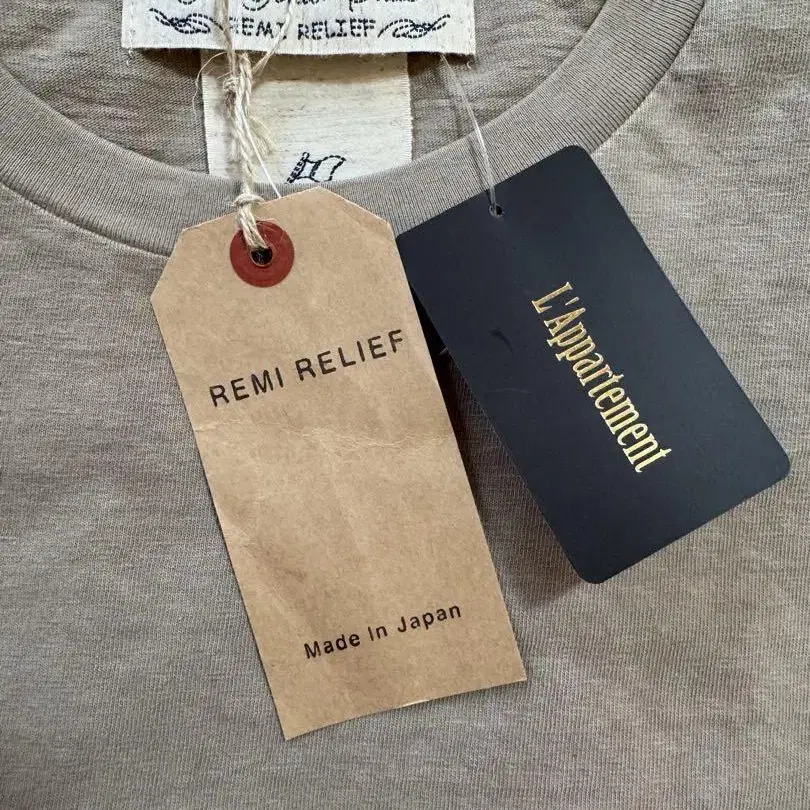 REMI RELIEF
REMI RELIEF
Made In Japan
L'Appartement